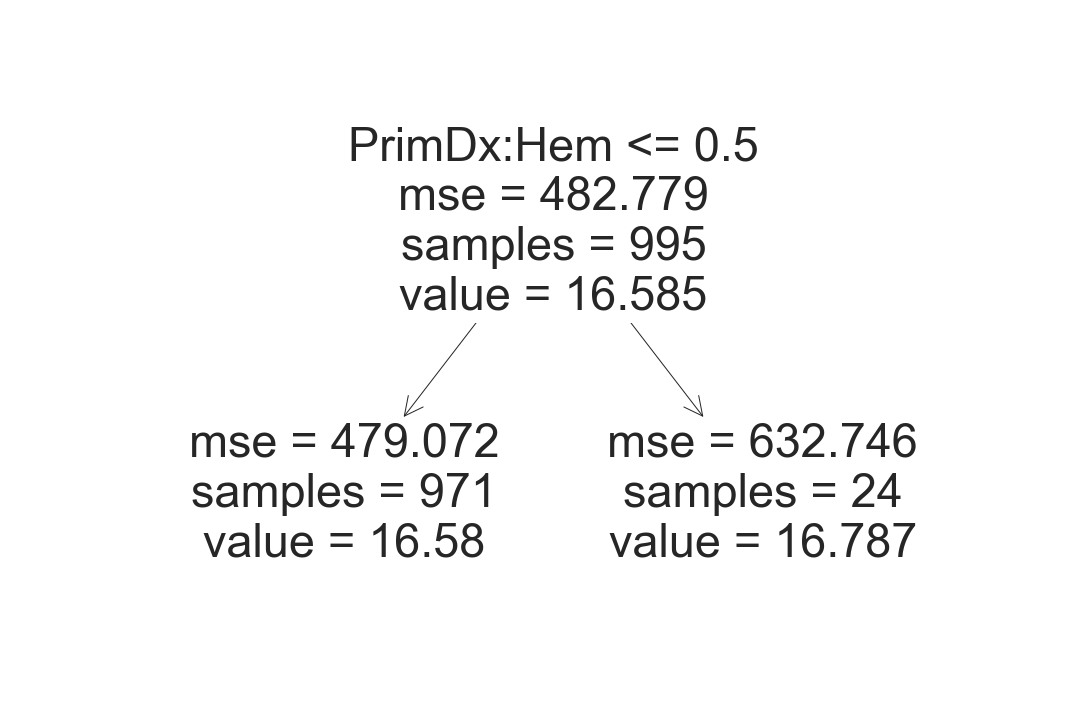 PrimDx:Hem <= 0.5
mse = 482.779
samples = 995
value = 16.585
mse = 479.072
samples = 971
value = 16.58
mse = 632.746
samples = 24
value = 16.787